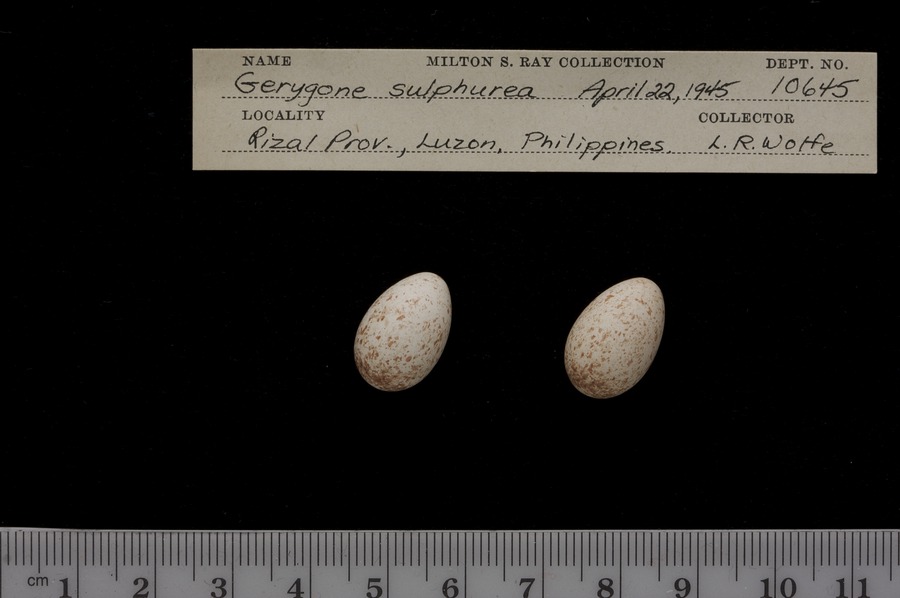 NAME MILTON S. RAY COLLECTION DEPT. NO.
Gerygone sulphurea April 22, 1945 10645
LOCALITY COLLECTOR
Rizal Prov., Luzon, Philippines. L. R. Wolfe
cm 1 2 3 4 5 6 7 8 9 10 11